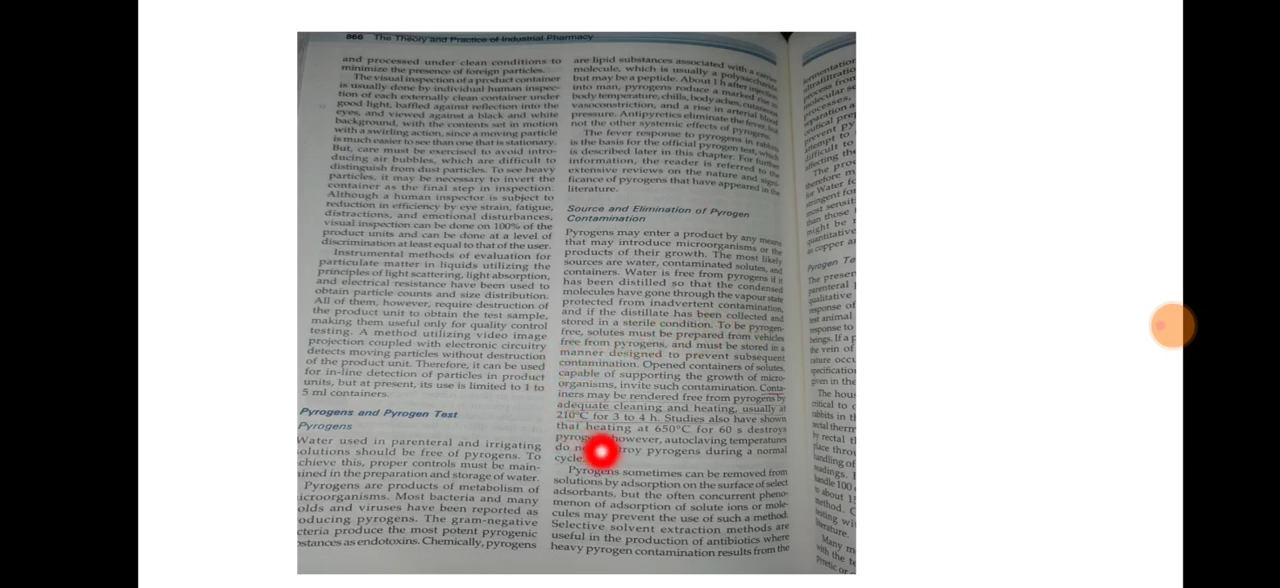 866 The Theory and Practice of Industrial Pharmacy
and processed under clean conditions to
minimize the presence of foreign particles.
The visual inspection of a product container
is usually done by individual human inspec-
tion of each externally clean container under
good light, baffled against reflection into the
eyes, and viewed against a black and white
background, with the contents set in motion
with a swirling action, since a moving particle
is much easier to see than one that is stationary.
But, care must be exercised to avoid intro-
ducing air bubbles, which are difficult to
distinguish from dust particles. To see heavy
particles, it may be necessary to invert the
container as the final step in inspection.
Although a human inspector is subject to
reduction in efficiency by eye strain, fatigue,
distractions, and emotional disturbances,
visual inspection can be done on 100% of the
product units and can be done at a level of
discrimination at least equal to that of the user.
Instrumental methods of evaluation for
particulate matter in liquids utilizing the
principles of light scattering, light absorption,
and electrical resistance have been used to
obtain particle counts and size distribution.
All of them, however, require destruction of
the product unit to obtain the test sample,
making them useful only for quality control
testing. A method utilizing video image
projection coupled with electronic circuitry
detects moving particles without destruction
of the product unit. Therefore, it can be used
for in-line detection of particles in product
units, but at present, its use is limited to 1 to
5 ml containers.
Pyrogens and Pyrogen Test
Pyrogens
Water used in parenteral and irrigating
olutions should be free of pyrogens. To
chieve this, proper controls must be main-
ained in the preparation and storage of water.
Pyrogens are products of metabolism of
icroorganisms. Most bacteria and many
olds and viruses have been reported as
oducing pyrogens. The gram-negative
cteria produce the most potent pyrogenic
ostances as endotoxins. Chemically, pyrogens
are lipid substances associated with a carrier
molecule, which is usually a polysaccharide
but may be a peptide. About 1 h after injection
into man, pyrogens roduce a marked rise in
body temperature, chills, body aches, cutaneous
vasoconstriction, and a rise in arterial blood
pressure. Antipyretics eliminate the fever, but
not the other systemic effects of pyrogens.
The fever response to pyrogens in rabbits
is the basis for the official pyrogen test, which
is described later in this chapter. For further
information, the reader is referred to the
extensive reviews on the nature and signi-
ficance of pyrogens that have appeared in the
literature.
Source and Elimination of Pyrogen
Contamination
Pyrogens may enter a product by any means
that may introduce microorganisms or the
products of their growth. The most likely
sources are water, contaminated solutes, and
containers. Water is free from pyrogens if it
has been distilled so that the condensed
molecules have gone through the vapour state
protected from inadvertent contamination,
and if the distillate has been collected and
stored in a sterile condition. To be pyrogen-
free, solutes must be prepared from vehicles
free from pyrogens, and must be stored in a
manner designed to prevent subsequent
contamination. Opened containers of solutes,
capable of supporting the growth of micro-
organisms, invite such contamination. Conta-
iners may be rendered free from pyrogens by
adequate cleaning and heating, usually at
210°C for 3 to 4 h. Studies also have shown
that heating at 650°C for 60 s destroys
however, autoclaving temperatures
do troy pyrogens during a normal
cycle.
Pyrogens sometimes can be removed from
solutions by adsorption on the surface of select
adsorbants, but the often concurrent pheno-
menon of adsorption of solute ions or mole-
cules may prevent the use of such a method.
Selective solvent extraction methods are
useful in the production of antibiotics where
heavy pyrogen contamination results from the